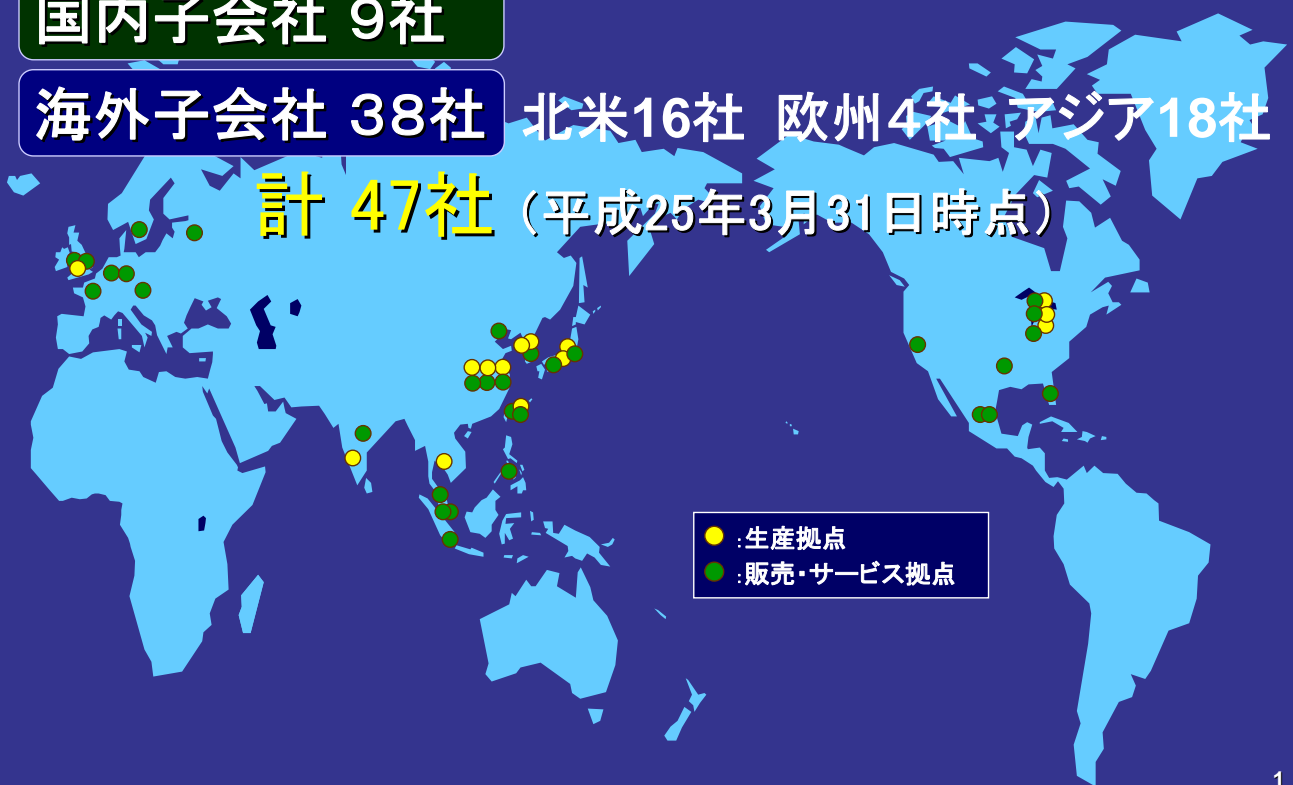 国内子会社 ９社
海外子会社 ３８社 北米16社 欧州４社 アジア18社
計 47社（平成25年3月31日時点）
：生産拠点
：販売・サービス拠点
1